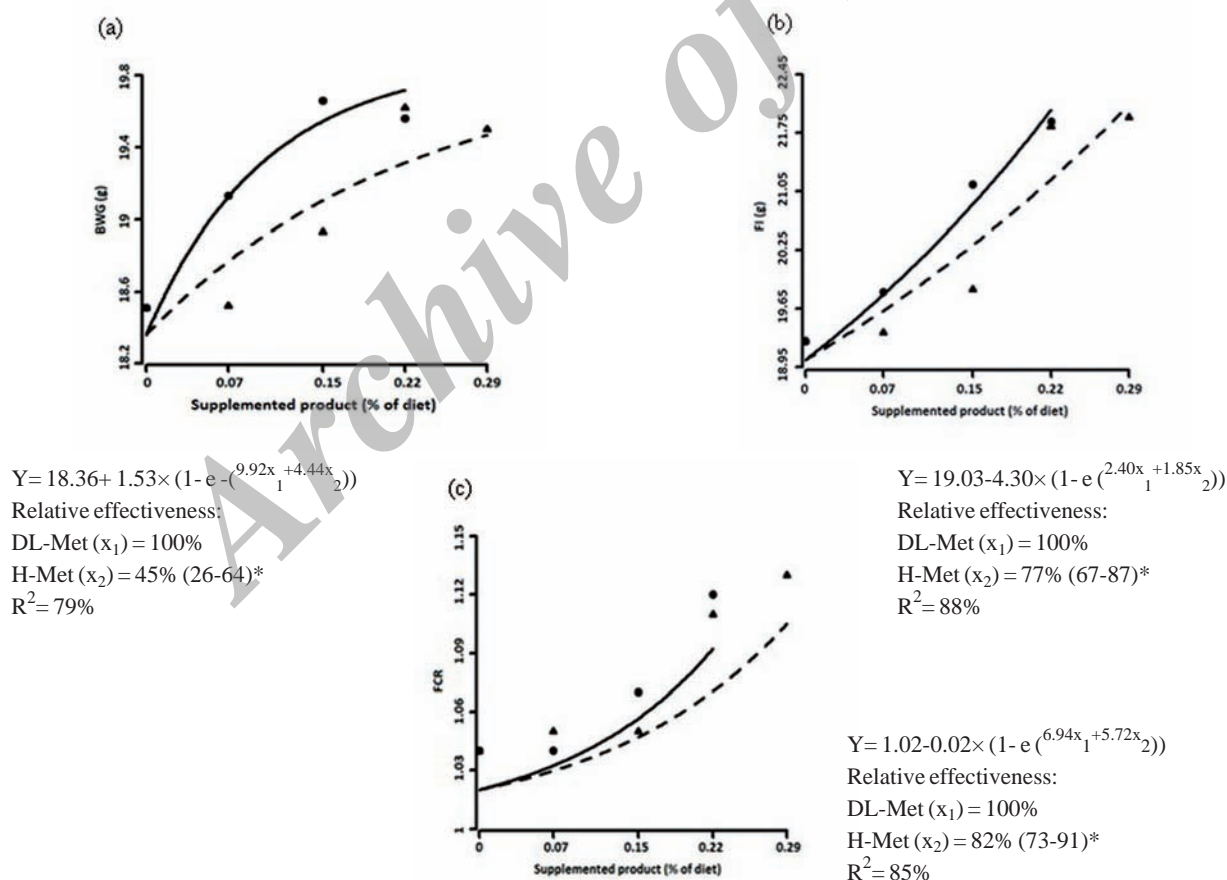 Archive of
(a)
19.8
19.4
19
18.6
18.2
BWG (g)
0 0.07 0.15 0.22 0.29
Supplemented product (% of diet)
(b)
22.45
21.75
21.05
20.25
19.65
18.95
FI (g)
0 0.07 0.15 0.22 0.29
Supplemented product (% of diet)
Y= 18.36+ 1.53× (1- e -(9.92x1 +4.44x2))
Relative effectiveness:
DL-Met (x1) = 100%
H-Met (x2) = 45% (26-64)*
R2= 79%
Y= 19.03-4.30× (1- e (2.40x1 +1.85x2))
Relative effectiveness:
DL-Met (x1) = 100%
H-Met (x2) = 77% (67-87)*
R2= 88%
(c)
1.15
1.12
1.09
1.06
1.03
1
FCR
0 0.07 0.15 0.22 0.29
Supplemented product (% of diet)
Y= 1.02-0.02× (1- e (6.94x1+5.72x2))
Relative effectiveness:
DL-Met (x1) = 100%
H-Met (x2) = 82% (73-91)*
R2= 85%